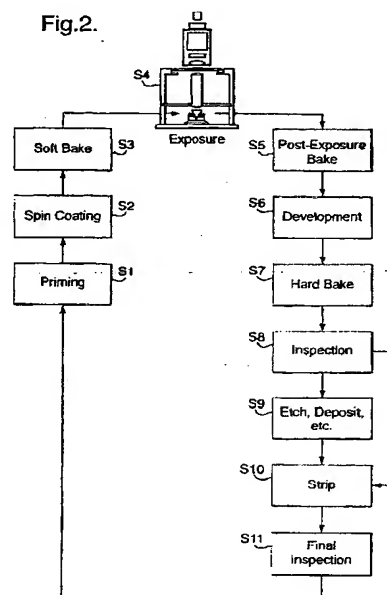 Fig.2.
S4
Exposure
Soft Bake
S3
Spin Coating
S2
Priming
S1
S5
Post-Exposure
Bake
S6
Development
S7
Hard Bake
S8
Inspection
S9
Etch, Deposit,
etc.
S10
Strip
S11
Final
Inspection